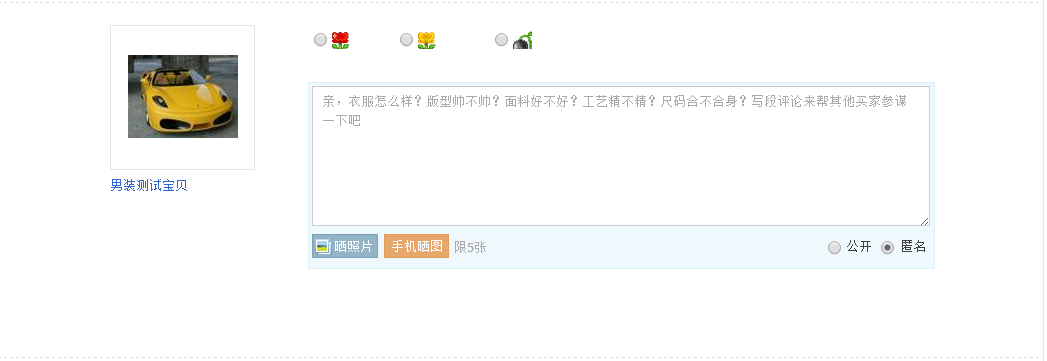 亲，衣服怎么样？版型帅不帅？面料好不好？工艺精不精？尺码合不合身？写段评论来帮其他买家参谋
一下吧
男装测试宝贝
晒照片 手机晒图 限5张 公开 匿名